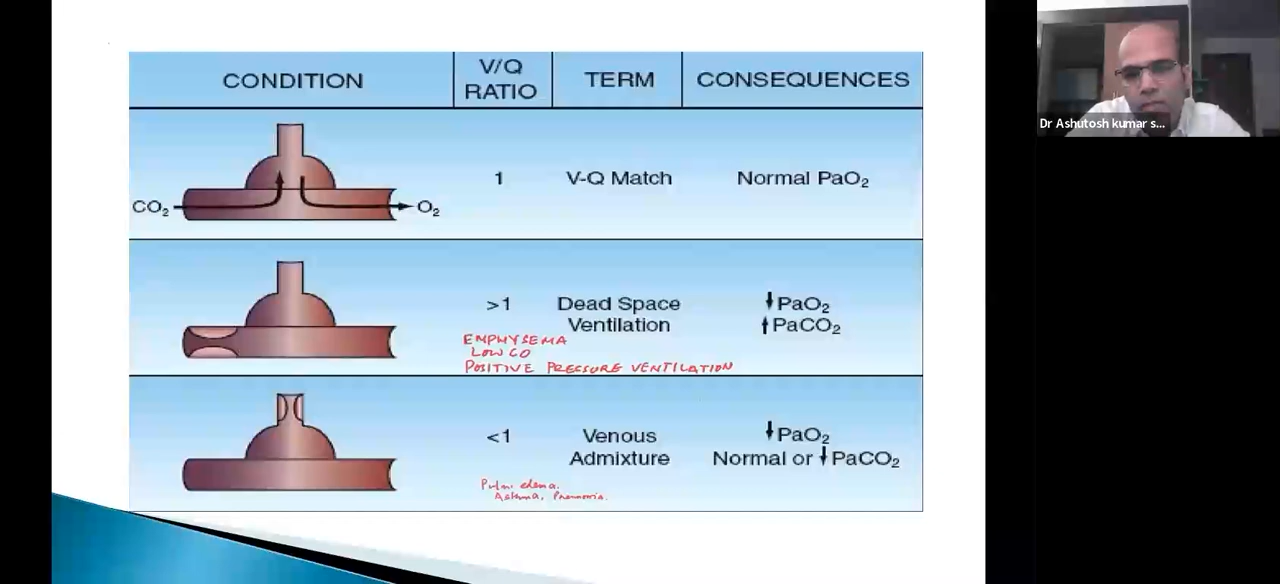 CONDITION
V/Q
RATIO
TERM
CONSEQUENCES
CO₂
O₂
1
V-Q Match
Normal PaO₂
>1
Dead Space
Ventilation
↓PaO₂
↑PaCO₂
EMPHYSEMA
LOW CO
POSITIVE PRESSURE VENTILATION
<1
Venous
Admixture
↓PaO₂
Normal or ↓PaCO₂
Pulm. edema.
Asthma, Pneumonia.
Dr Ashutosh kumar s...